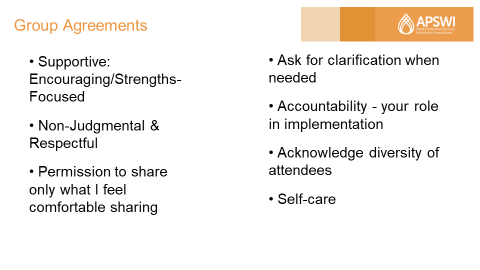 Group Agreements
APSWI
• Supportive:
Encouraging/Strengths-
Focused
• Non-Judgmental &
Respectful
• Permission to share
only what I feel
comfortable sharing
• Ask for clarification when
needed
• Accountability - your role
in implementation
• Acknowledge diversity of
attendees
• Self-care